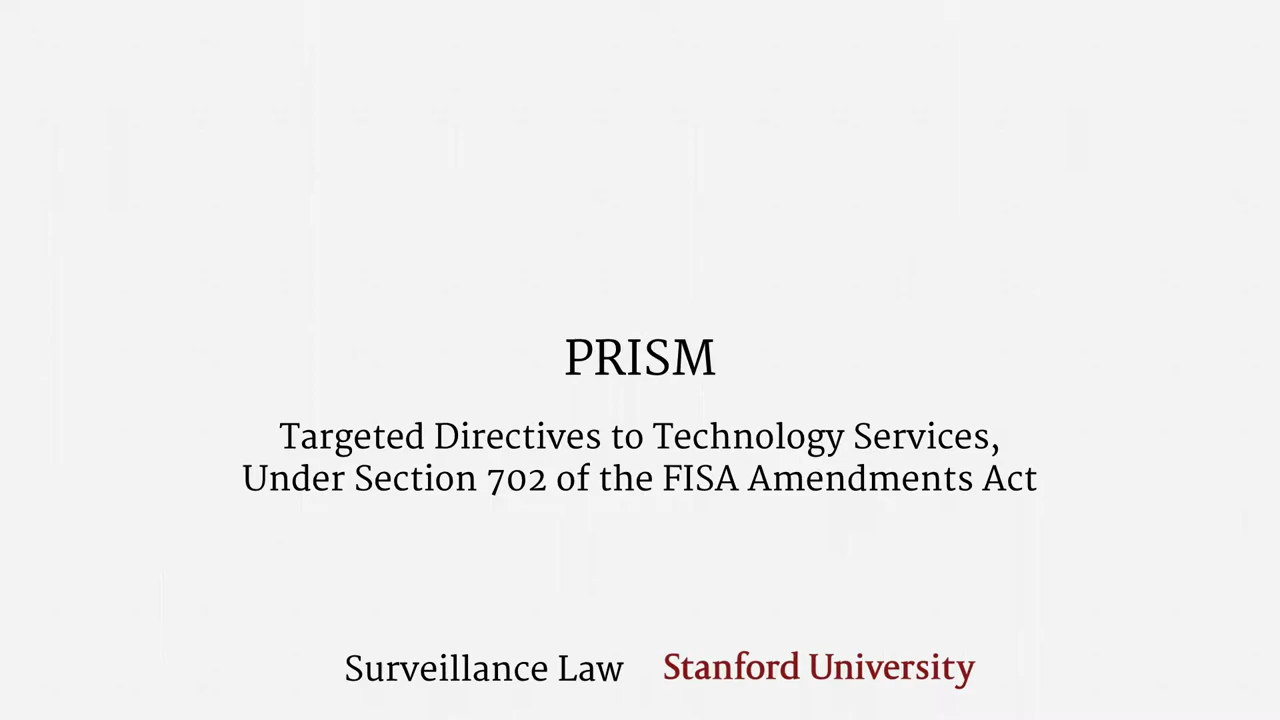 PRISM
Targeted Directives to Technology Services,
Under Section 702 of the FISA Amendments Act
Surveillance Law Stanford University